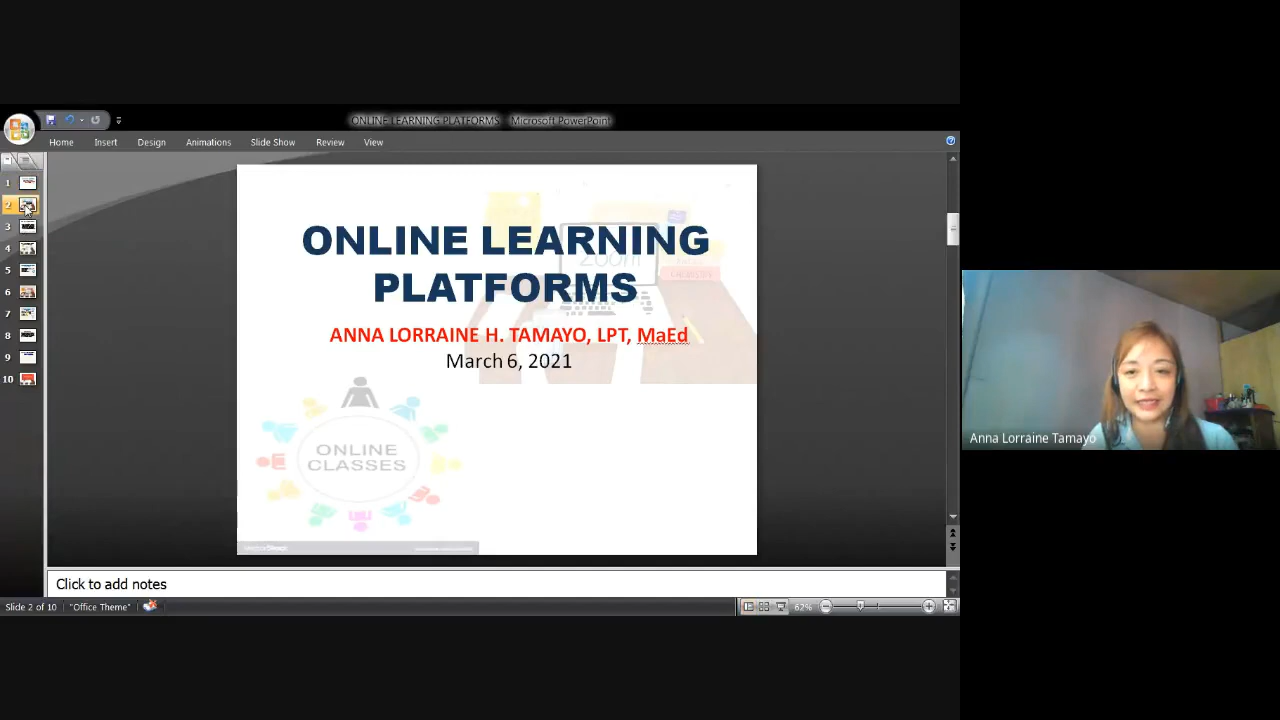 ONLINE LEARNING PLATFORMS - Microsoft PowerPoint
Home Insert Design Animations Slide Show Review View
1
2
3
4
5
6
7
8
9
10
zoom
CHEMISTRY
ONLINE LEARNING
PLATFORMS
ANNA LORRAINE H. TAMAYO, LPT, MaEd
March 6, 2021
ONLINE
CLASSES
Anna Lorraine Tamayo
Click to add notes
Slide 2 of 10 "Office Theme" 62%